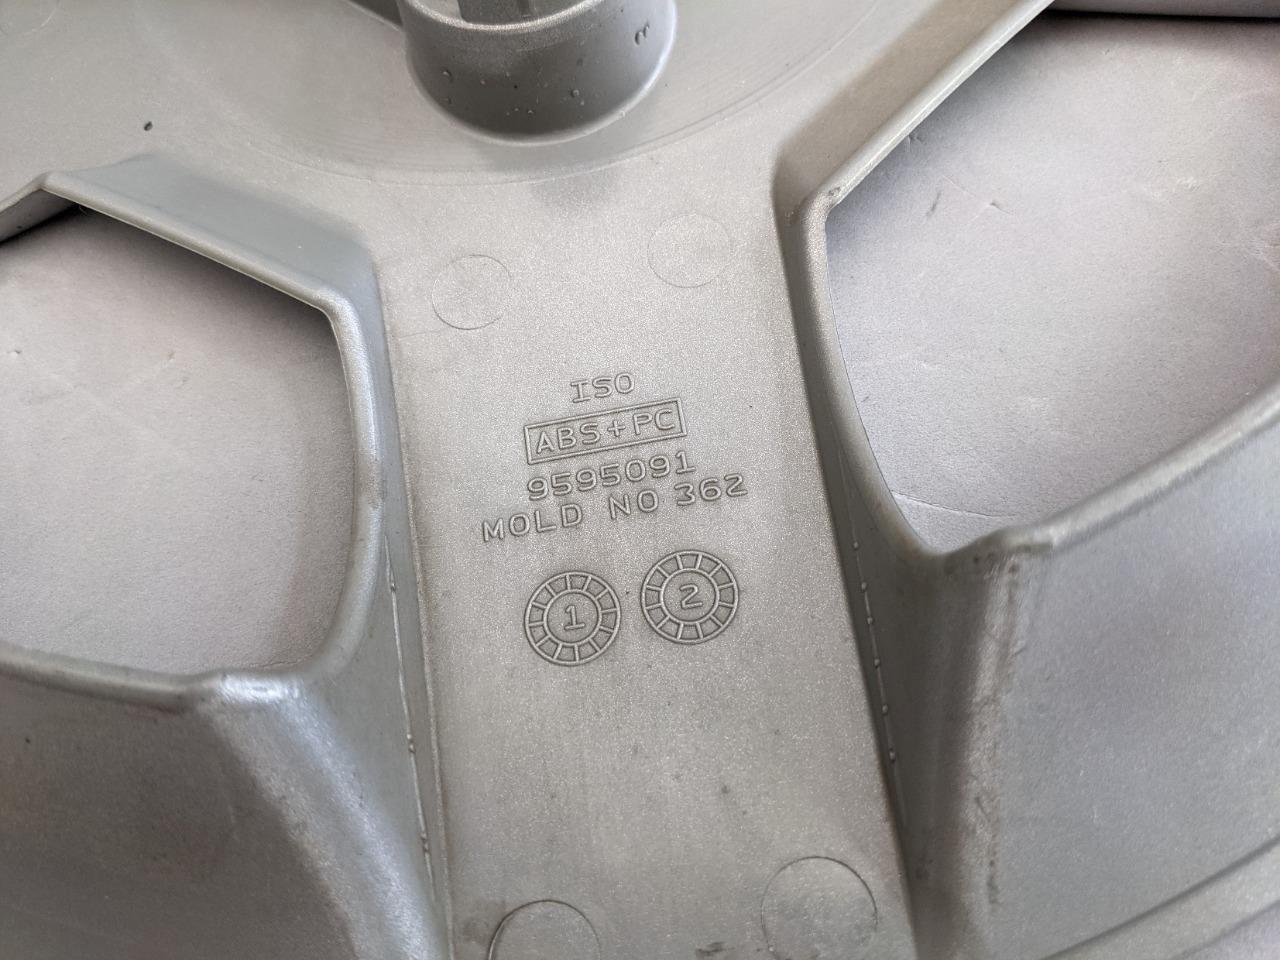 ISO
ABS+PC
9595091
MOLD NO 362
1 2